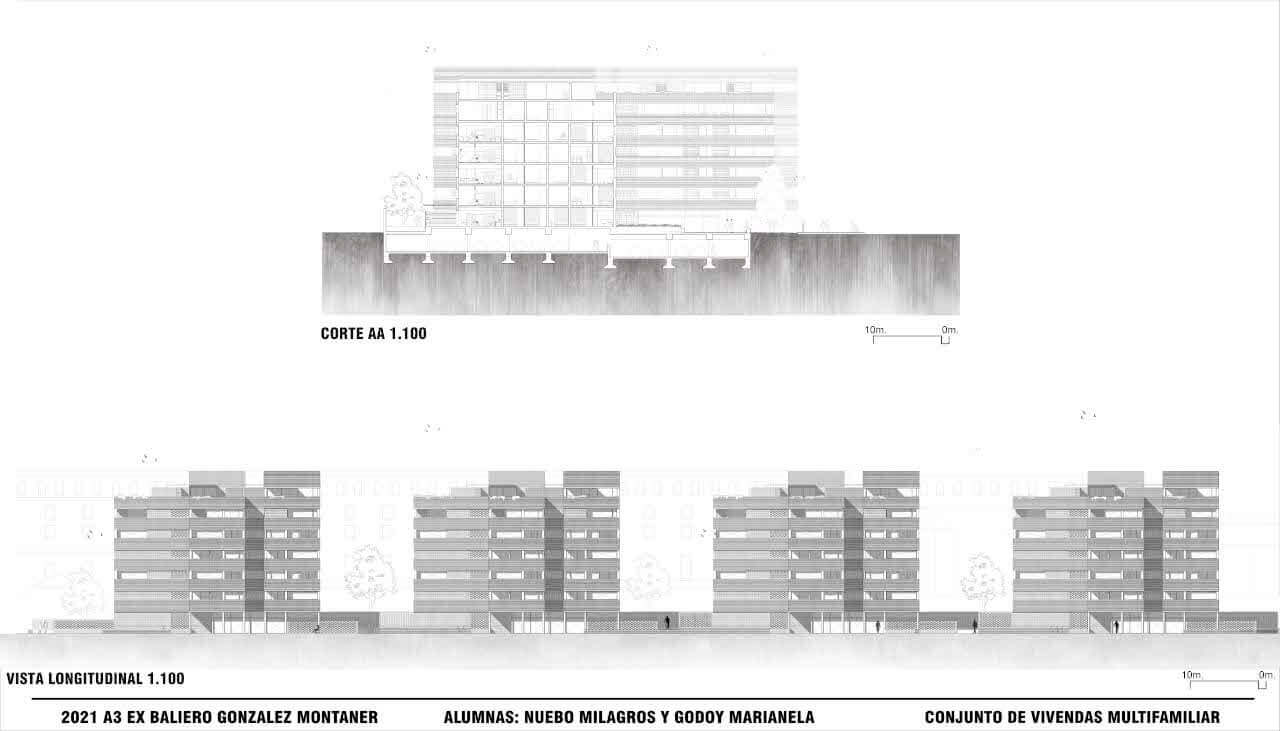 CORTE AA 1.100
10m. 0m.
VISTA LONGITUDINAL 1.100
10m. 0m.
2021 A3 EX BALIERO GONZALEZ MONTANER
ALUMNAS: NUEBO MILAGROS Y GODOY MARIANELA
CONJUNTO DE VIVENDAS MULTIFAMILIAR